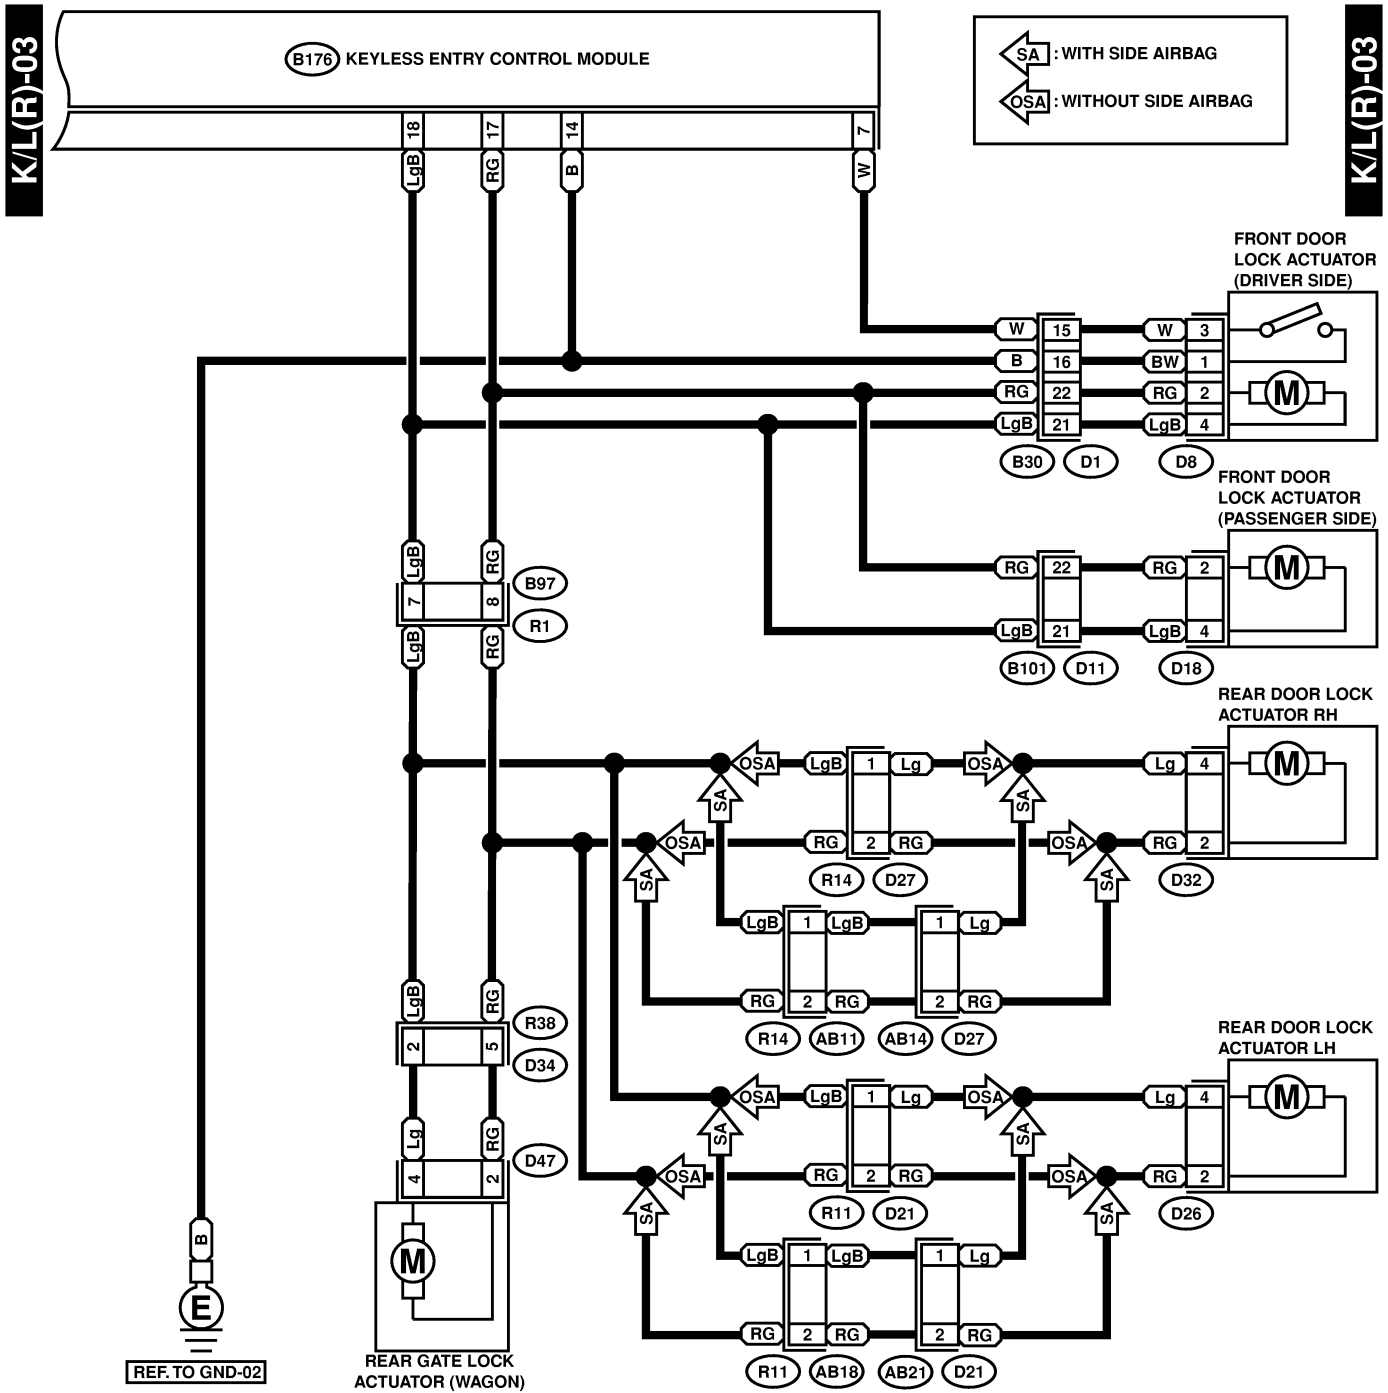 K/L(R)-03
K/L(R)-03
B176 KEYLESS ENTRY CONTROL MODULE
SA : WITH SIDE AIRBAG
OSA : WITHOUT SIDE AIRBAG
18 17 14 7
LgB RG B W
FRONT DOOR
LOCK ACTUATOR
(DRIVER SIDE)
W 15 W 3
B 16 BW 1
RG 22 RG 2 M
LgB 21 LgB 4
B30 D1 D8
FRONT DOOR
LOCK ACTUATOR
(PASSENGER SIDE)
LgB RG RG 22 RG 2 M
7 8 B97
R1
LgB RG LgB 21 LgB 4
B101 D11 D18
REAR DOOR LOCK
ACTUATOR RH
OSA LgB 1 Lg OSA Lg 4 M
SA SA
OSA RG 2 RG OSA RG 2
SA SA
R14 D27 D32
LgB 1 LgB 1 Lg
RG 2 RG 2 RG
R14 AB11 AB14 D27
LgB RG
R38
2 5
D34
REAR DOOR LOCK
ACTUATOR LH
OSA LgB 1 Lg OSA Lg 4 M
SA SA
Lg RG
4 2 D47
OSA RG 2 RG OSA RG 2
SA SA
R11 D21 D26
LgB 1 LgB 1 Lg
RG 2 RG 2 RG
R11 AB18 AB21 D21
B
E
REF. TO GND-02
M
REAR GATE LOCK
ACTUATOR (WAGON)